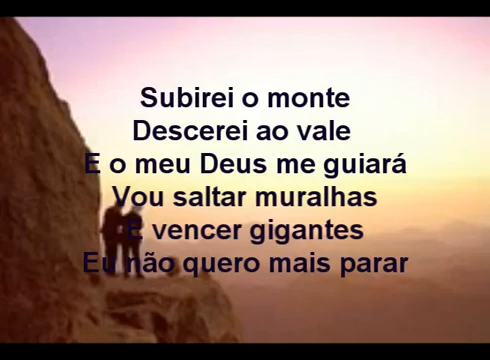 Subirei o monte
Descerei ao vale
E o meu Deus me guiará
Vou saltar muralhas
E vencer gigantes
Eu não quero mais parar